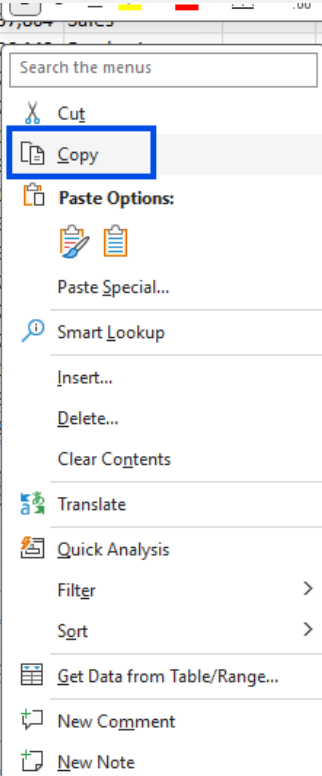 Sales
Search the menus
Cut
Copy
Paste Options:
Paste Special...
Smart Lookup
Insert...
Delete...
Clear Contents
Translate
Quick Analysis
Filter
Sort
Get Data from Table/Range...
New Comment
New Note